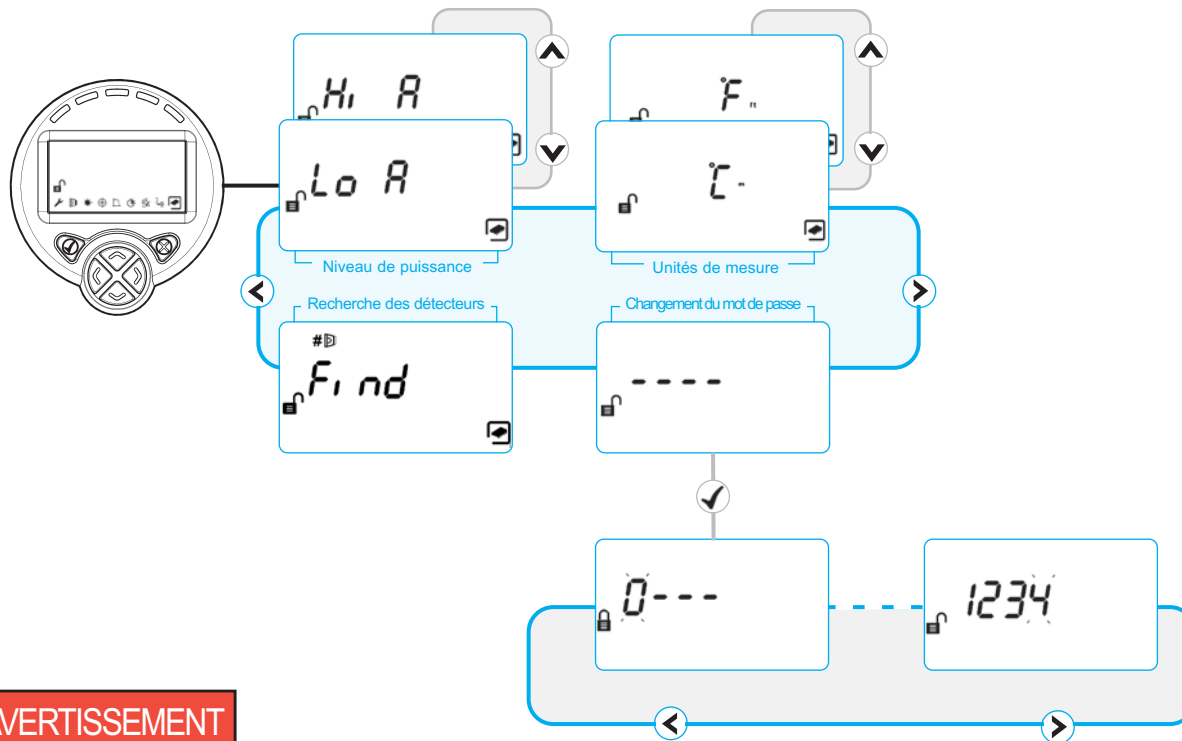 Hi A
°F
Lo A
°C
Niveau de puissance
Unités de mesure
Recherche des détecteurs
Changement du mot de passe
#
Find
----
0---
1234
VERTISSEMENT